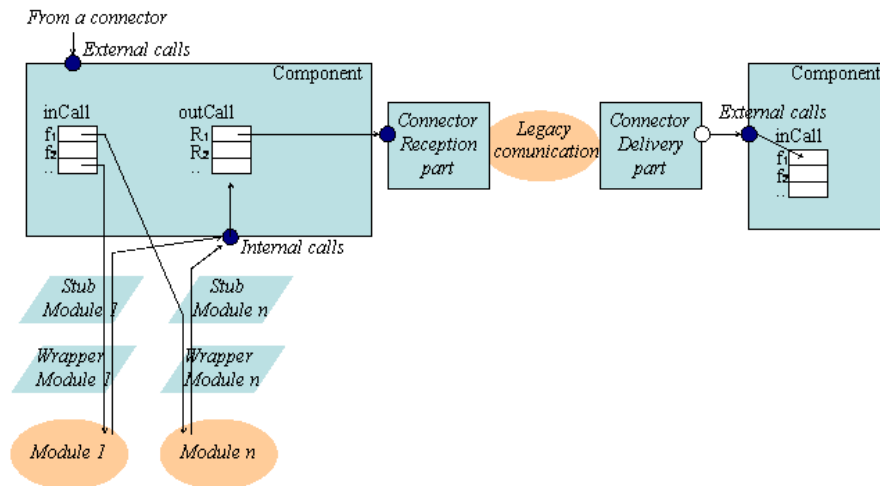 From a connector
External calls
Component
inCall
f1
f2
..
outCall
R1
R2
..
Internal calls
Connector
Reception
part
Legacy
comunication
Connector
Delivery
part
Component
External calls
inCall
f1
f2
..
Stub
Module 1
Stub
Module n
Wrapper
Module 1
Wrapper
Module n
Module 1
Module n